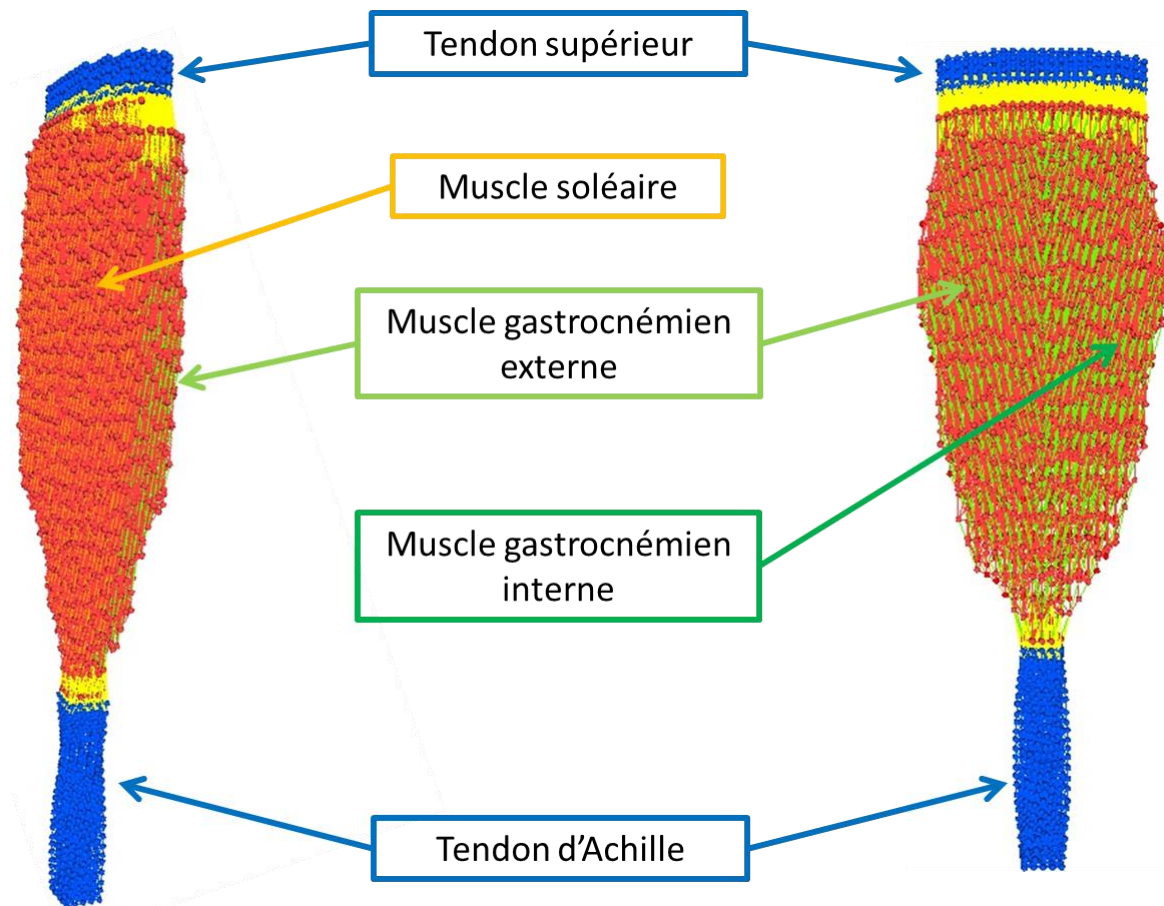 Tendon supérieur
Muscle soléaire
Muscle gastrocnémien
externe
Muscle gastrocnémien
interne
Tendon d’Achille